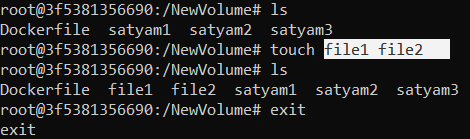 root@3f5381356690:/NewVolume# ls
Dockerfile  satyam1  satyam2  satyam3
root@3f5381356690:/NewVolume# touch file1 file2
root@3f5381356690:/NewVolume# ls
Dockerfile  file1  file2  satyam1  satyam2  satyam3
root@3f5381356690:/NewVolume# exit
exit